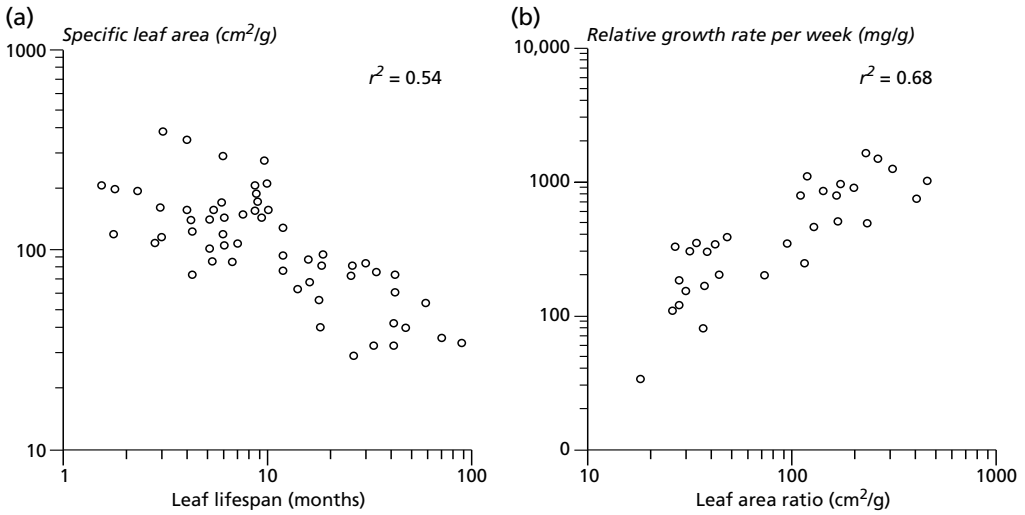 (a)
Specific leaf area (cm²/g)
1000
r² = 0.54
100
10
1
10
100
Leaf lifespan (months)
(b)
Relative growth rate per week (mg/g)
10,000
r² = 0.68
1000
100
0
10
100
1000
Leaf area ratio (cm²/g)